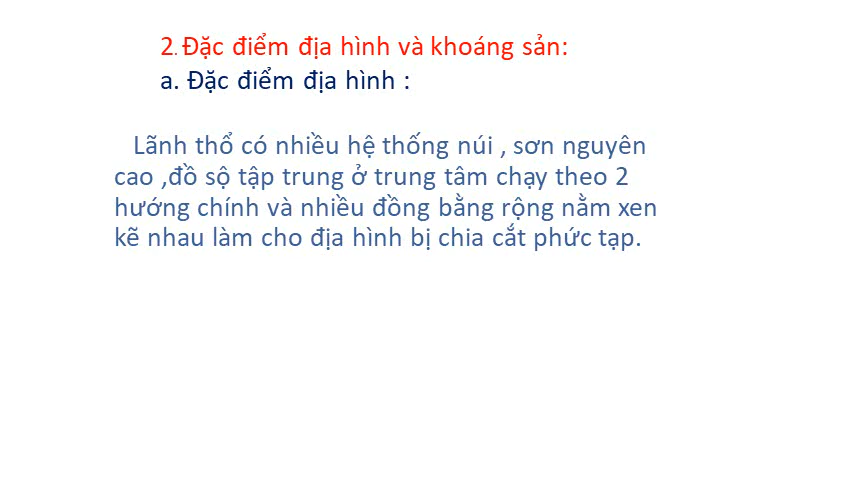 2. Đặc điểm địa hình và khoáng sản:
a. Đặc điểm địa hình :
Lãnh thổ có nhiều hệ thống núi , sơn nguyên
cao ,đồ sộ tập trung ở trung tâm chạy theo 2
hướng chính và nhiều đồng bằng rộng nằm xen
kẽ nhau làm cho địa hình bị chia cắt phức tạp.